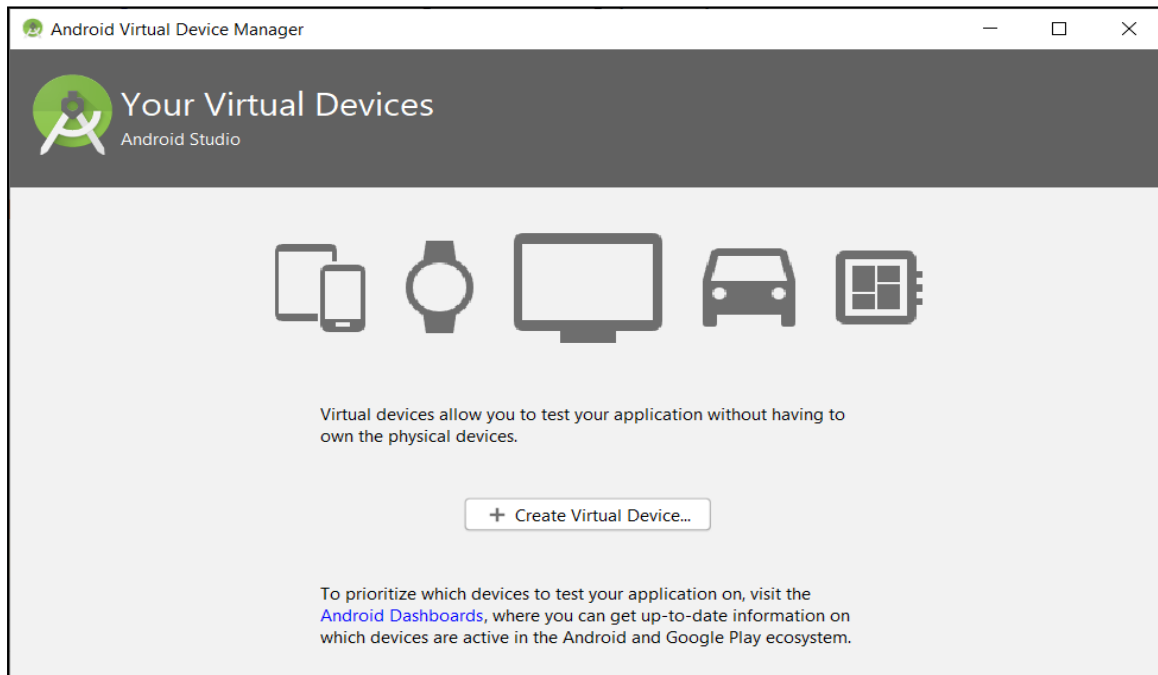 Android Virtual Device Manager
Your Virtual Devices
Android Studio
Virtual devices allow you to test your application without having to
own the physical devices.
+ Create Virtual Device...
To prioritize which devices to test your application on, visit the
Android Dashboards, where you can get up-to-date information on
which devices are active in the Android and Google Play ecosystem.